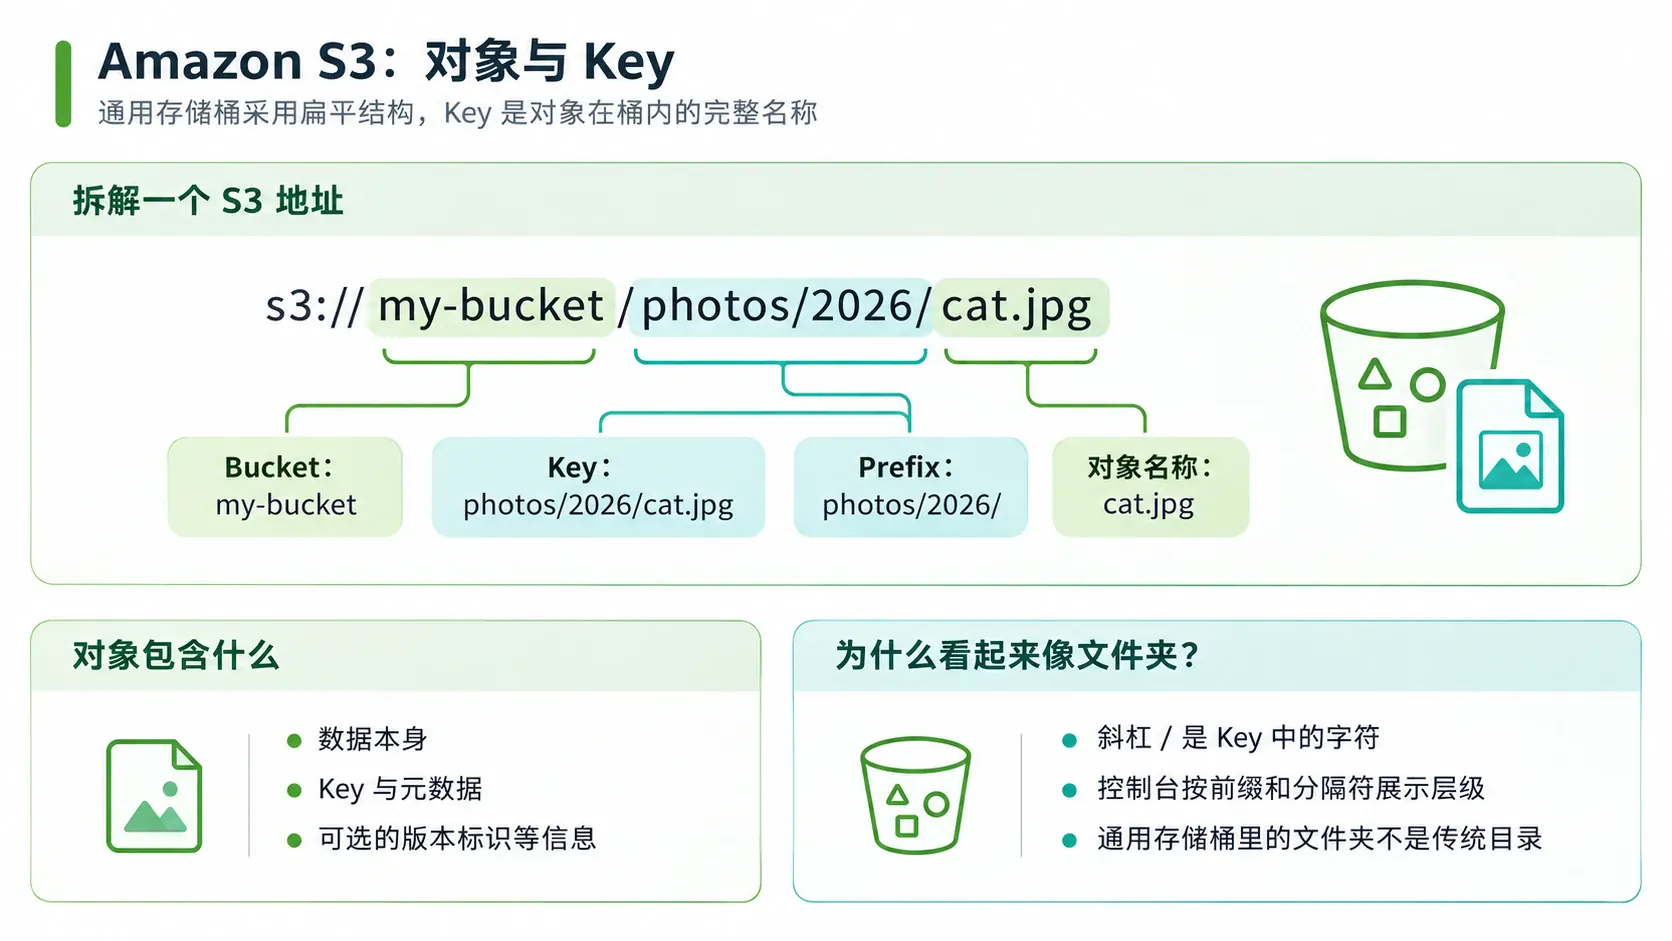 Amazon S3：对象与 Key
通用存储桶采用扁平结构，Key 是对象在桶内的完整名称
拆解一个 S3 地址
s3://my-bucket/photos/2026/cat.jpg
Bucket：
my-bucket
Key：
photos/2026/cat.jpg
Prefix：
photos/2026/
对象名称：
cat.jpg
对象包含什么
数据本身
Key 与元数据
可选的版本标识等信息
为什么看起来像文件夹？
斜杠 / 是 Key 中的字符
控制台按前缀和分隔符展示层级
通用存储桶里的文件夹不是传统目录